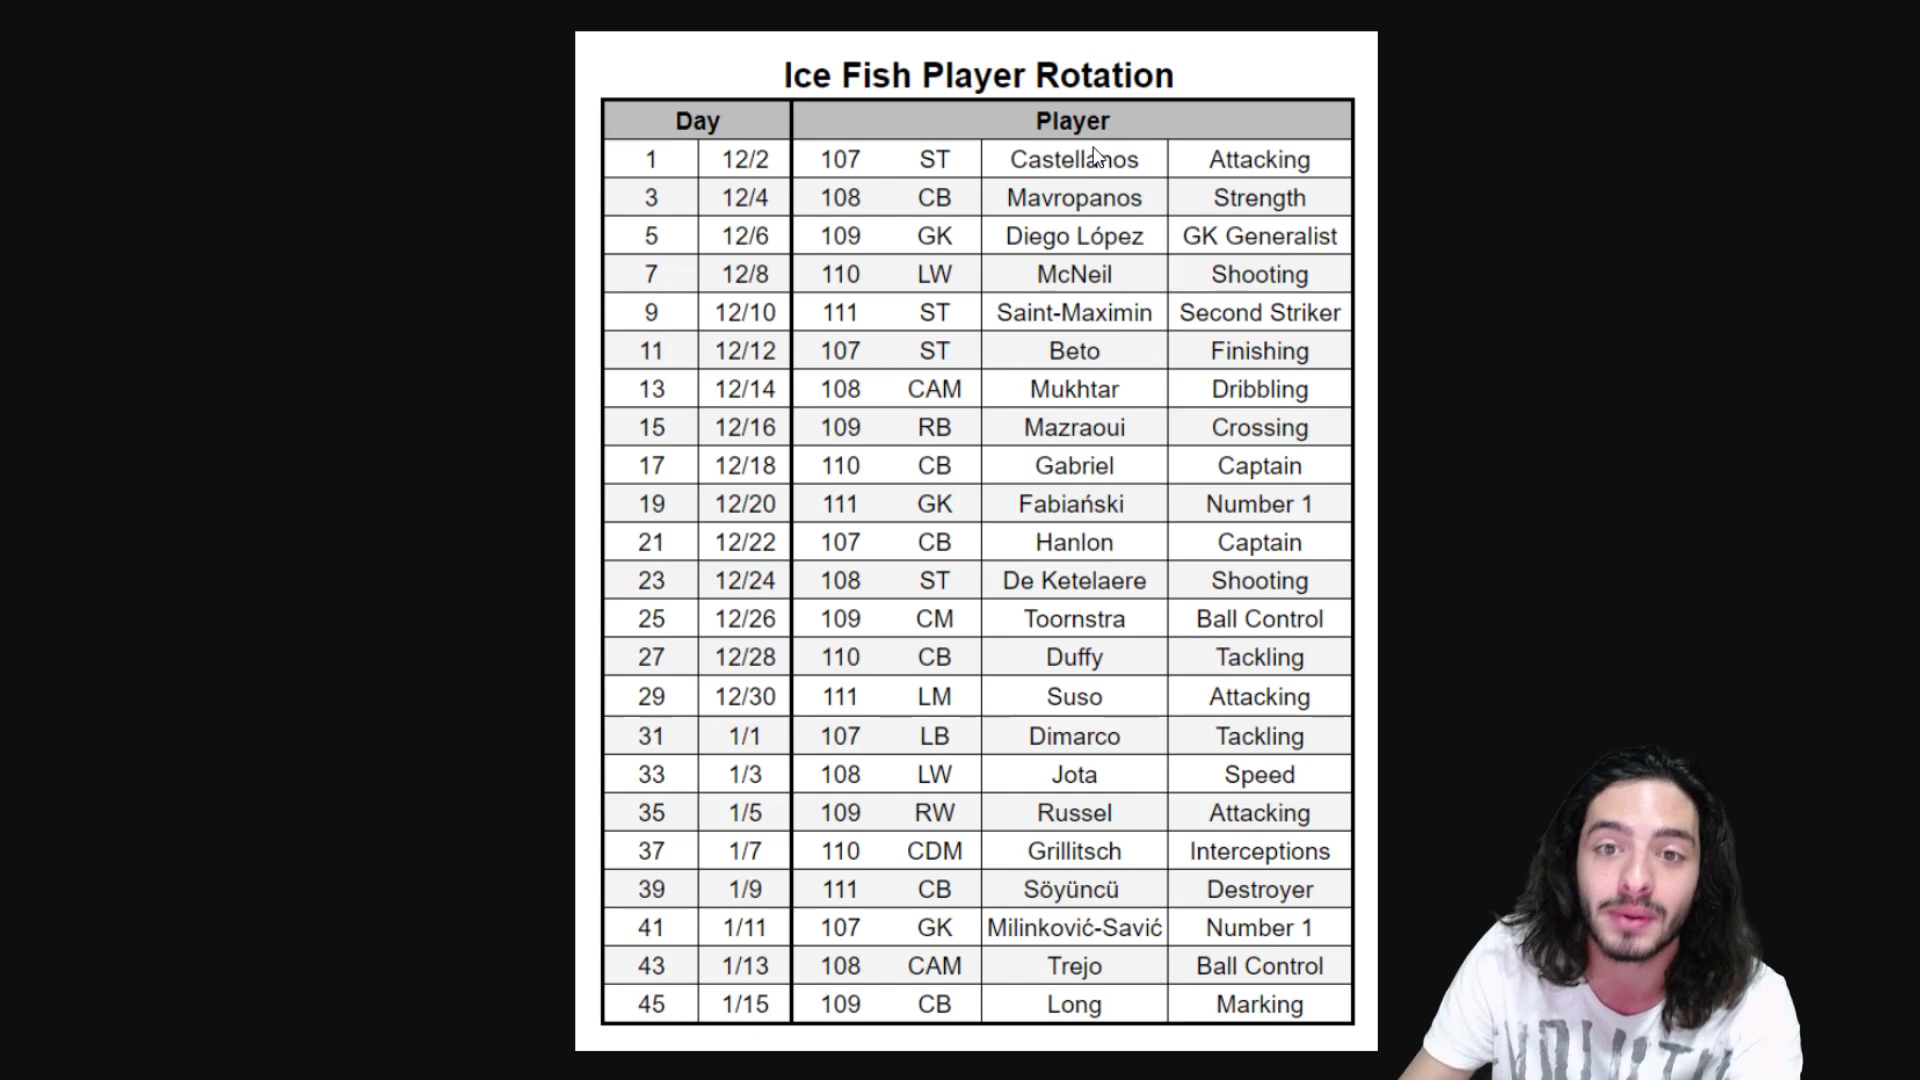 Ice Fish Player Rotation
Day Player
1 12/2 107 ST Castellanos Attacking
3 12/4 108 CB Mavropanos Strength
5 12/6 109 GK Diego López GK Generalist
7 12/8 110 LW McNeil Shooting
9 12/10 111 ST Saint-Maximin Second Striker
11 12/12 107 ST Beto Finishing
13 12/14 108 CAM Mukhtar Dribbling
15 12/16 109 RB Mazraoui Crossing
17 12/18 110 CB Gabriel Captain
19 12/20 111 GK Fabiański Number 1
21 12/22 107 CB Hanlon Captain
23 12/24 108 ST De Ketelaere Shooting
25 12/26 109 CM Toornstra Ball Control
27 12/28 110 CB Duffy Tackling
29 12/30 111 LM Suso Attacking
31 1/1 107 LB Dimarco Tackling
33 1/3 108 LW Jota Speed
35 1/5 109 RW Russel Attacking
37 1/7 110 CDM Grillitsch Interceptions
39 1/9 111 CB Söyüncü Destroyer
41 1/11 107 GK Milinković-Savić Number 1
43 1/13 108 CAM Trejo Ball Control
45 1/15 109 CB Long Marking